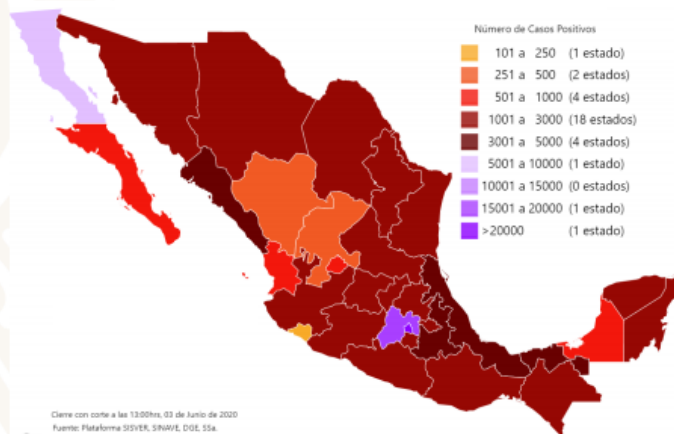 Número de Casos Positivos
101 a 250 (1 estado)
251 a 500 (2 estados)
501 a 1000 (4 estados)
1001 a 3000 (18 estados)
3001 a 5000 (4 estados)
5001 a 10000 (1 estado)
10001 a 15000 (0 estados)
15001 a 20000 (1 estado)
>20000 (1 estado)
Cierre con corte a las 13:00hrs, 03 de Junio de 2020
Fuente: Plataforma SISVER, SINAVE, DGE, SSa.